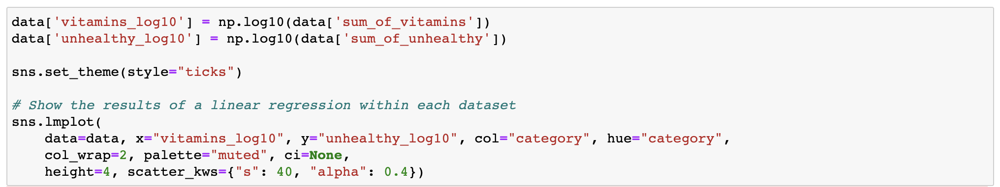 data['vitamins_log10'] = np.log10(data['sum_of_vitamins'])
data['unhealthy_log10'] = np.log10(data['sum_of_unhealthy'])
sns.set_theme(style="ticks")
# Show the results of a linear regression within each dataset
sns.lmplot(
    data=data, x="vitamins_log10", y="unhealthy_log10", col="category", hue="category",
    col_wrap=2, palette="muted", ci=None,
    height=4, scatter_kws={"s": 40, "alpha": 0.4})